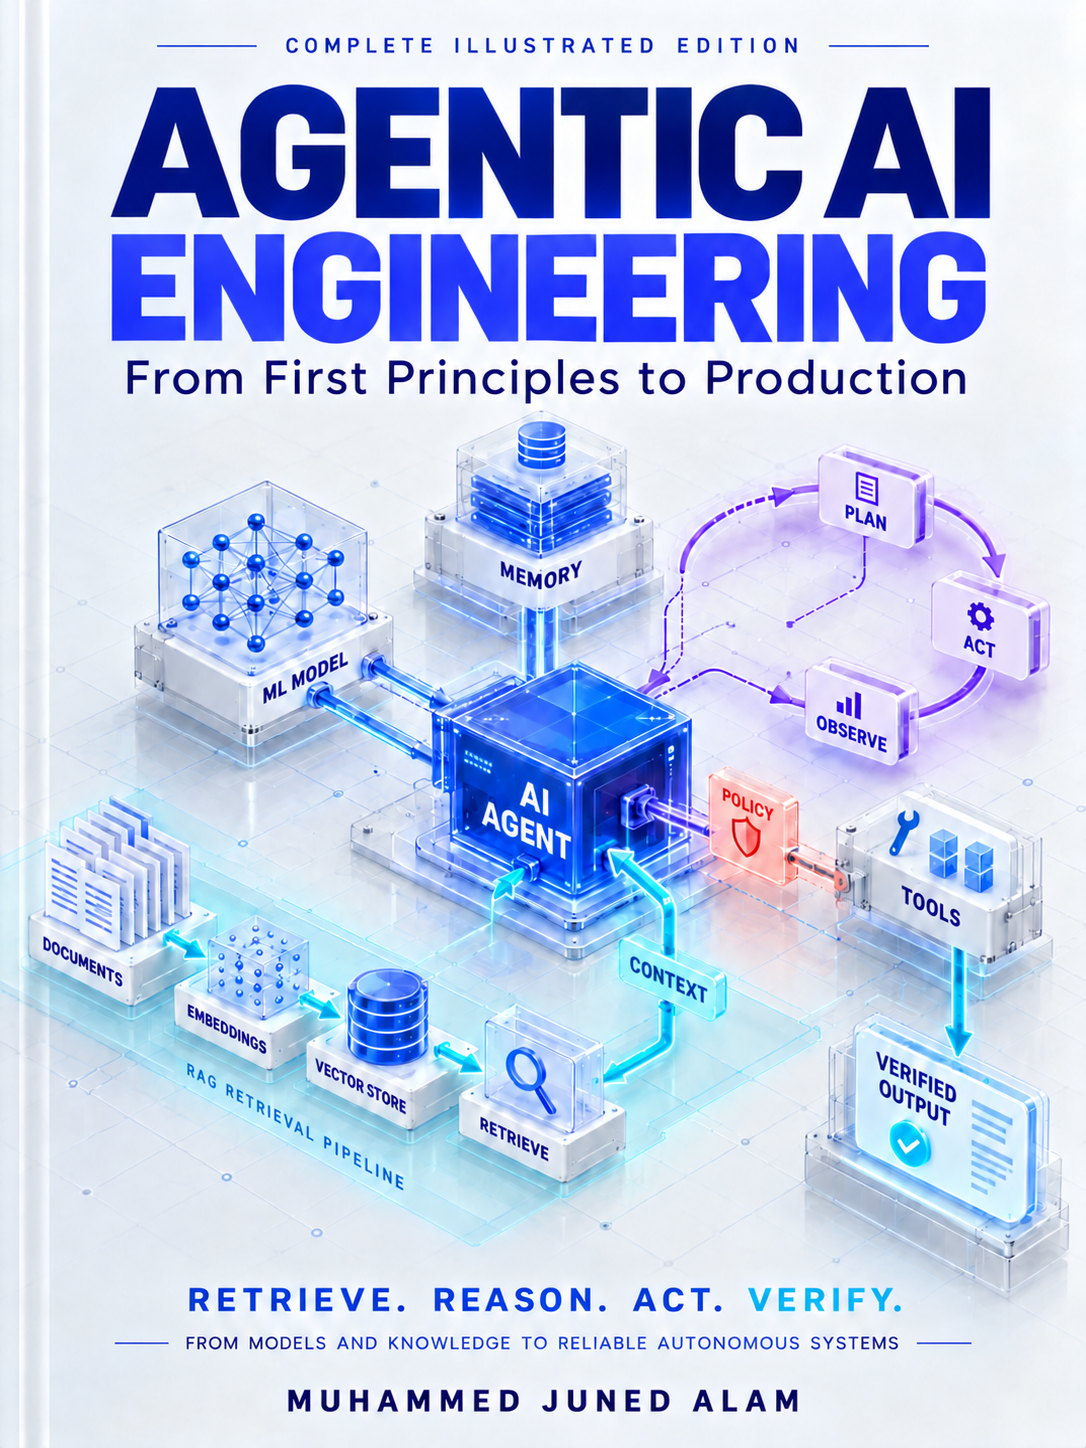 COMPLETE ILLUSTRATED EDITION
AGENTIC AI
ENGINEERING
From First Principles to Production
MEMORY
PLAN
ML MODEL
ACT
OBSERVE
AI
AGENT
POLICY
TOOLS
DOCUMENTS
EMBEDDINGS
VECTOR STORE
RETRIEVE
CONTEXT
RAG RETRIEVAL PIPELINE
VERIFIED
OUTPUT
RETRIEVE. REASON. ACT. VERIFY.
FROM MODELS AND KNOWLEDGE TO RELIABLE AUTONOMOUS SYSTEMS
MUHAMMED JUNED ALAM